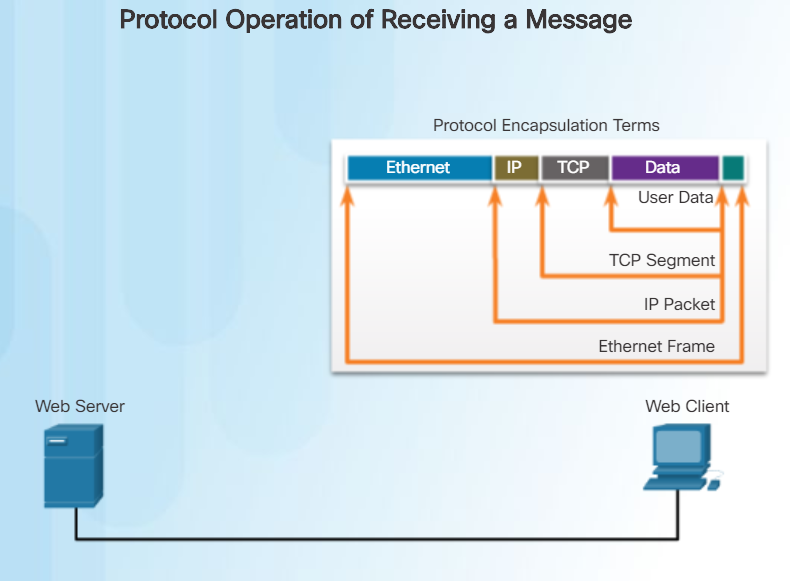 Protocol Operation of Receiving a Message
Protocol Encapsulation Terms
Ethernet IP TCP Data
User Data
TCP Segment
IP Packet
Ethernet Frame
Web Server Web Client